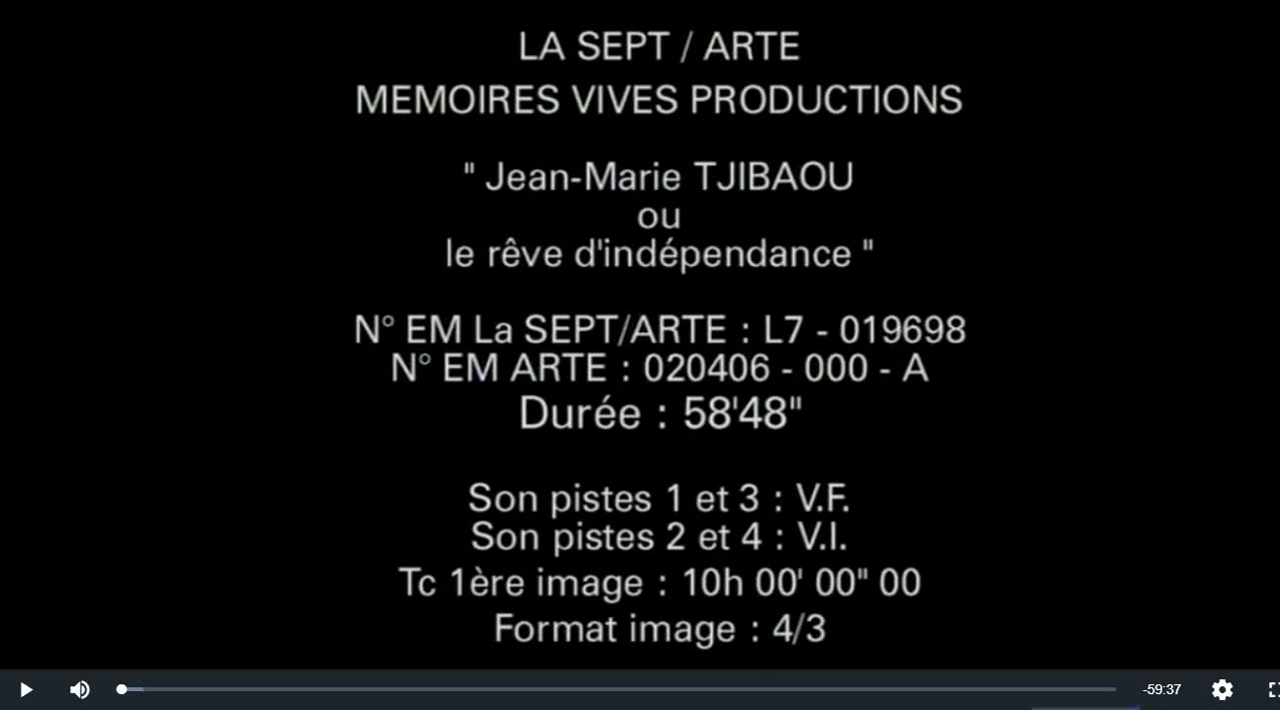 LA SEPT / ARTE
MEMOIRES VIVES PRODUCTIONS
" Jean-Marie TJIBAOU
ou
le rêve d'indépendance "
N° EM La SEPT/ARTE : L7 - 019698
N° EM ARTE : 020406 - 000 - A
Durée : 58'48"
Son pistes 1 et 3 : V.F.
Son pistes 2 et 4 : V.I.
Tc 1ère image : 10h 00' 00" 00
Format image : 4/3
-59:37